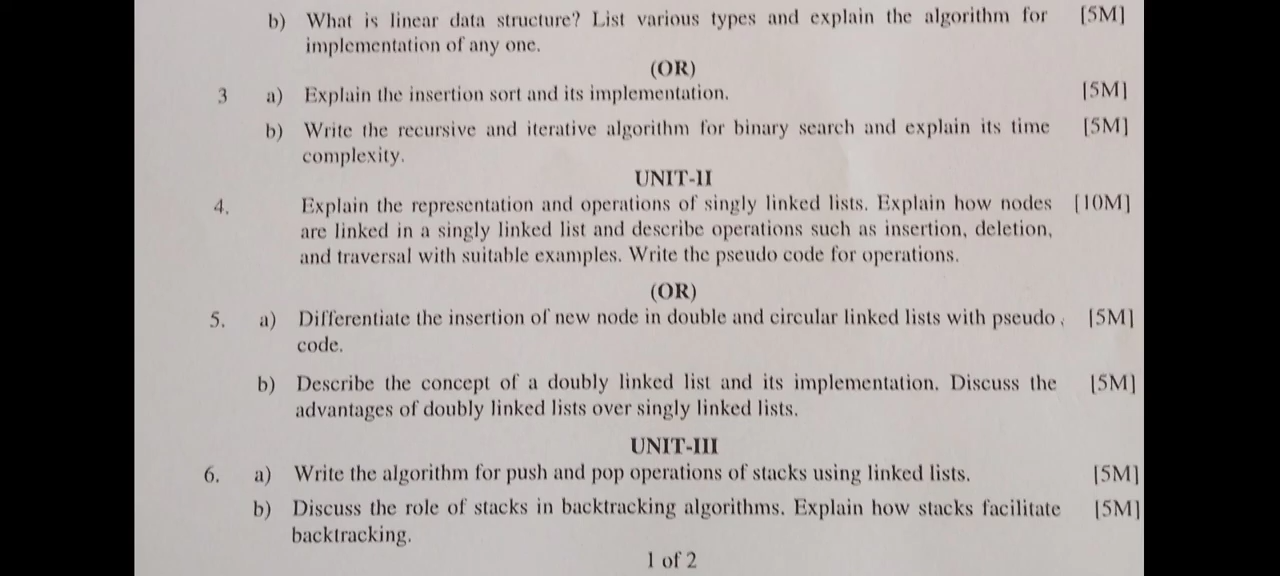 b) What is linear data structure? List various types and explain the algorithm for [5M]
implementation of any one.
(OR)
3 a) Explain the insertion sort and its implementation. [5M]
b) Write the recursive and iterative algorithm for binary search and explain its time [5M]
complexity.
UNIT-II
4. Explain the representation and operations of singly linked lists. Explain how nodes [10M]
are linked in a singly linked list and describe operations such as insertion, deletion,
and traversal with suitable examples. Write the pseudo code for operations.
(OR)
5. a) Differentiate the insertion of new node in double and circular linked lists with pseudo [5M]
code.
b) Describe the concept of a doubly linked list and its implementation. Discuss the [5M]
advantages of doubly linked lists over singly linked lists.
UNIT-III
6. a) Write the algorithm for push and pop operations of stacks using linked lists. [5M]
b) Discuss the role of stacks in backtracking algorithms. Explain how stacks facilitate [5M]
backtracking.
1 of 2